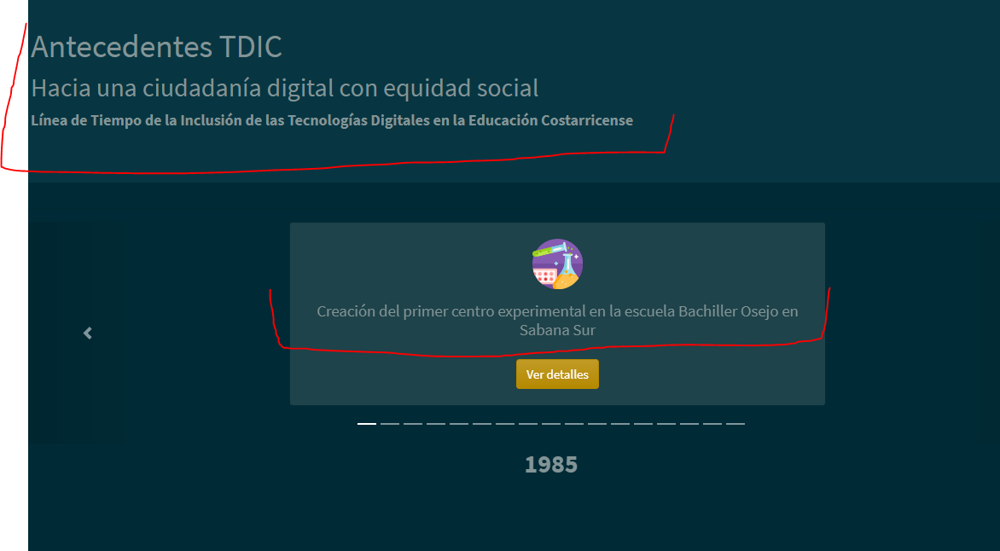 Antecedentes TDIC
Hacia una ciudadanía digital con equidad social
Línea de Tiempo de la Inclusión de las Tecnologías Digitales en la Educación Costarricense
Creación del primer centro experimental en la escuela Bachiller Osejo en
Sabana Sur
Ver detalles
1985